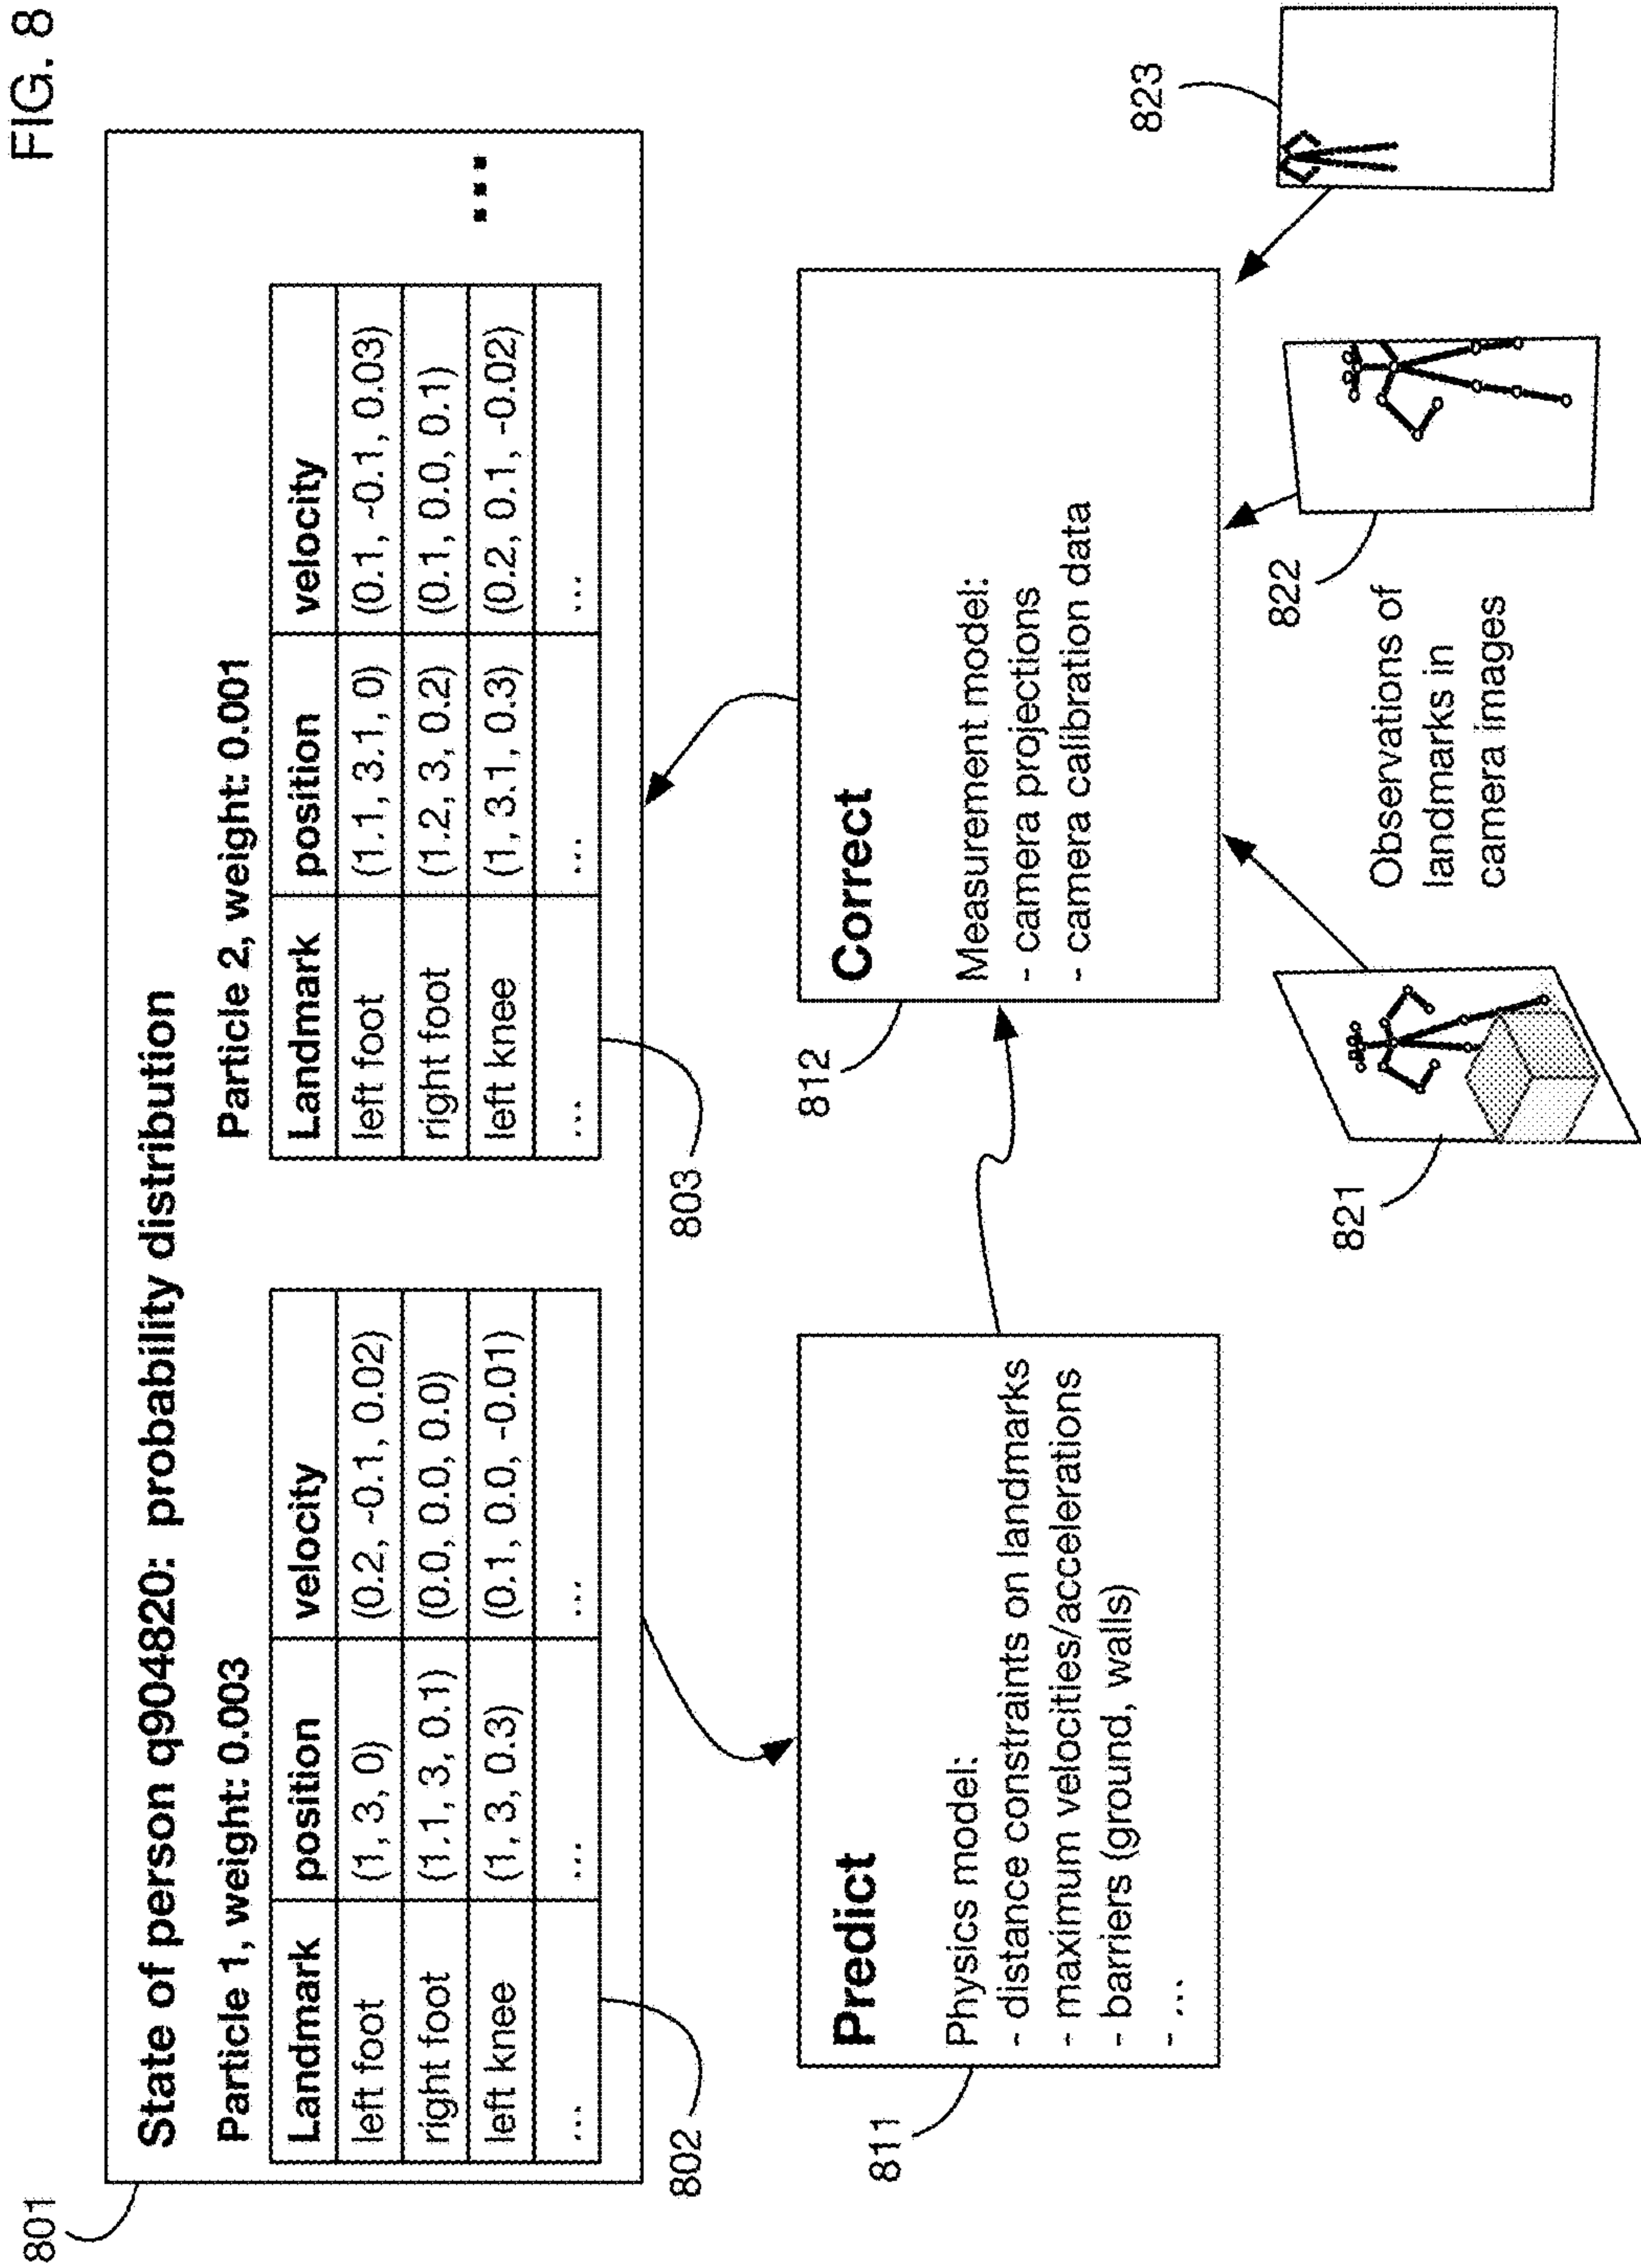 FIG. 8
801
State of person q904820: probability distribution
Particle 1, weight: 0.003
Landmark position velocity
left foot (1, 3, 0) (0.2, -0.1, 0.02)
right foot (1.1, 3, 0.1) (0.0, 0.0, 0.0)
left knee (1, 3, 0.3) (0.1, 0.0, -0.01)
... ... ...
802
Particle 2, weight: 0.001
Landmark position velocity
left foot (1.1, 3.1, 0) (0.1, -0.1, 0.03)
right foot (1.2, 3, 0.2) (0.1, 0.0, 0.1)
left knee (1, 3.1, 0.3) (0.2, 0.1, -0.02)
... ... ...
803
...
811
Predict
Physics model:
- distance constraints on landmarks
- maximum velocities/accelerations
- barriers (ground, walls)
- ...
812
Correct
Measurement model:
- camera projections
- camera calibration data
821
Observations of
landmarks in
camera images
822
823